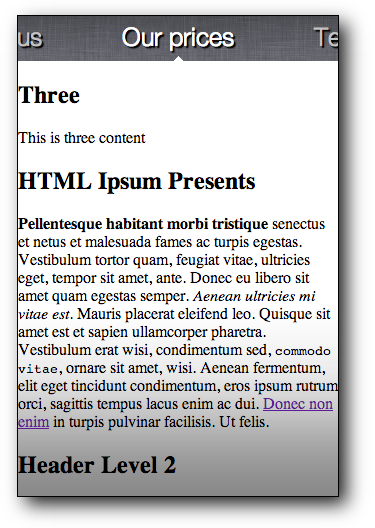 us Our prices Te
Three
This is three content
HTML Ipsum Presents
Pellentesque habitant morbi tristique senectus
et netus et malesuada fames ac turpis egestas.
Vestibulum tortor quam, feugiat vitae, ultricies
eget, tempor sit amet, ante. Donec eu libero sit
amet quam egestas semper. Aenean ultricies mi
vitae est. Mauris placerat eleifend leo. Quisque sit
amet est et sapien ullamcorper pharetra.
Vestibulum erat wisi, condimentum sed, commodo
vitae, ornare sit amet, wisi. Aenean fermentum,
elit eget tincidunt condimentum, eros ipsum rutrum
orci, sagittis tempus lacus enim ac dui. Donec non
enim in turpis pulvinar facilisis. Ut felis.
Header Level 2